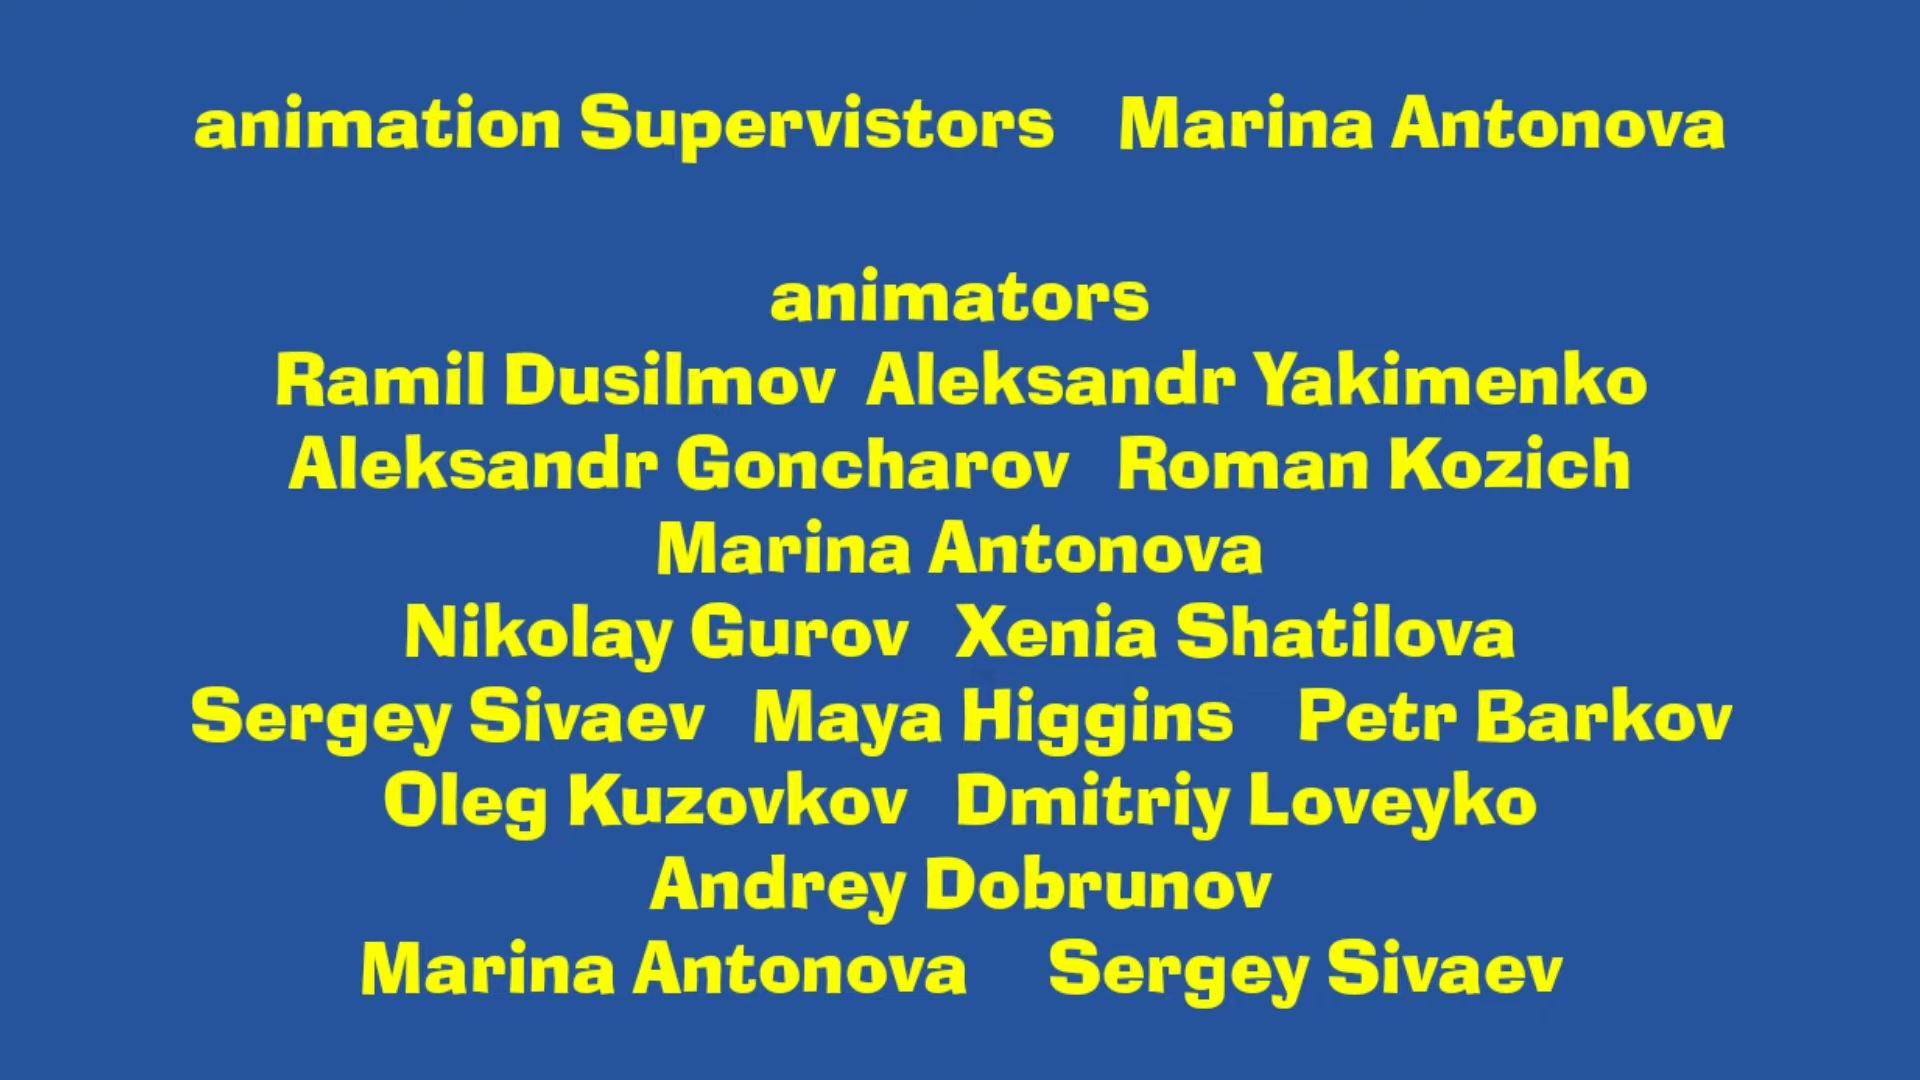 animation Supervistors Marina Antonova
animators
Ramil Dusilmov Aleksandr Yakimenko
Aleksandr Goncharov Roman Kozich
Marina Antonova
Nikolay Gurov Xenia Shatilova
Sergey Sivaev Maya Higgins Petr Barkov
Oleg Kuzovkov Dmitriy Loveyko
Andrey Dobrunov
Marina Antonova Sergey Sivaev